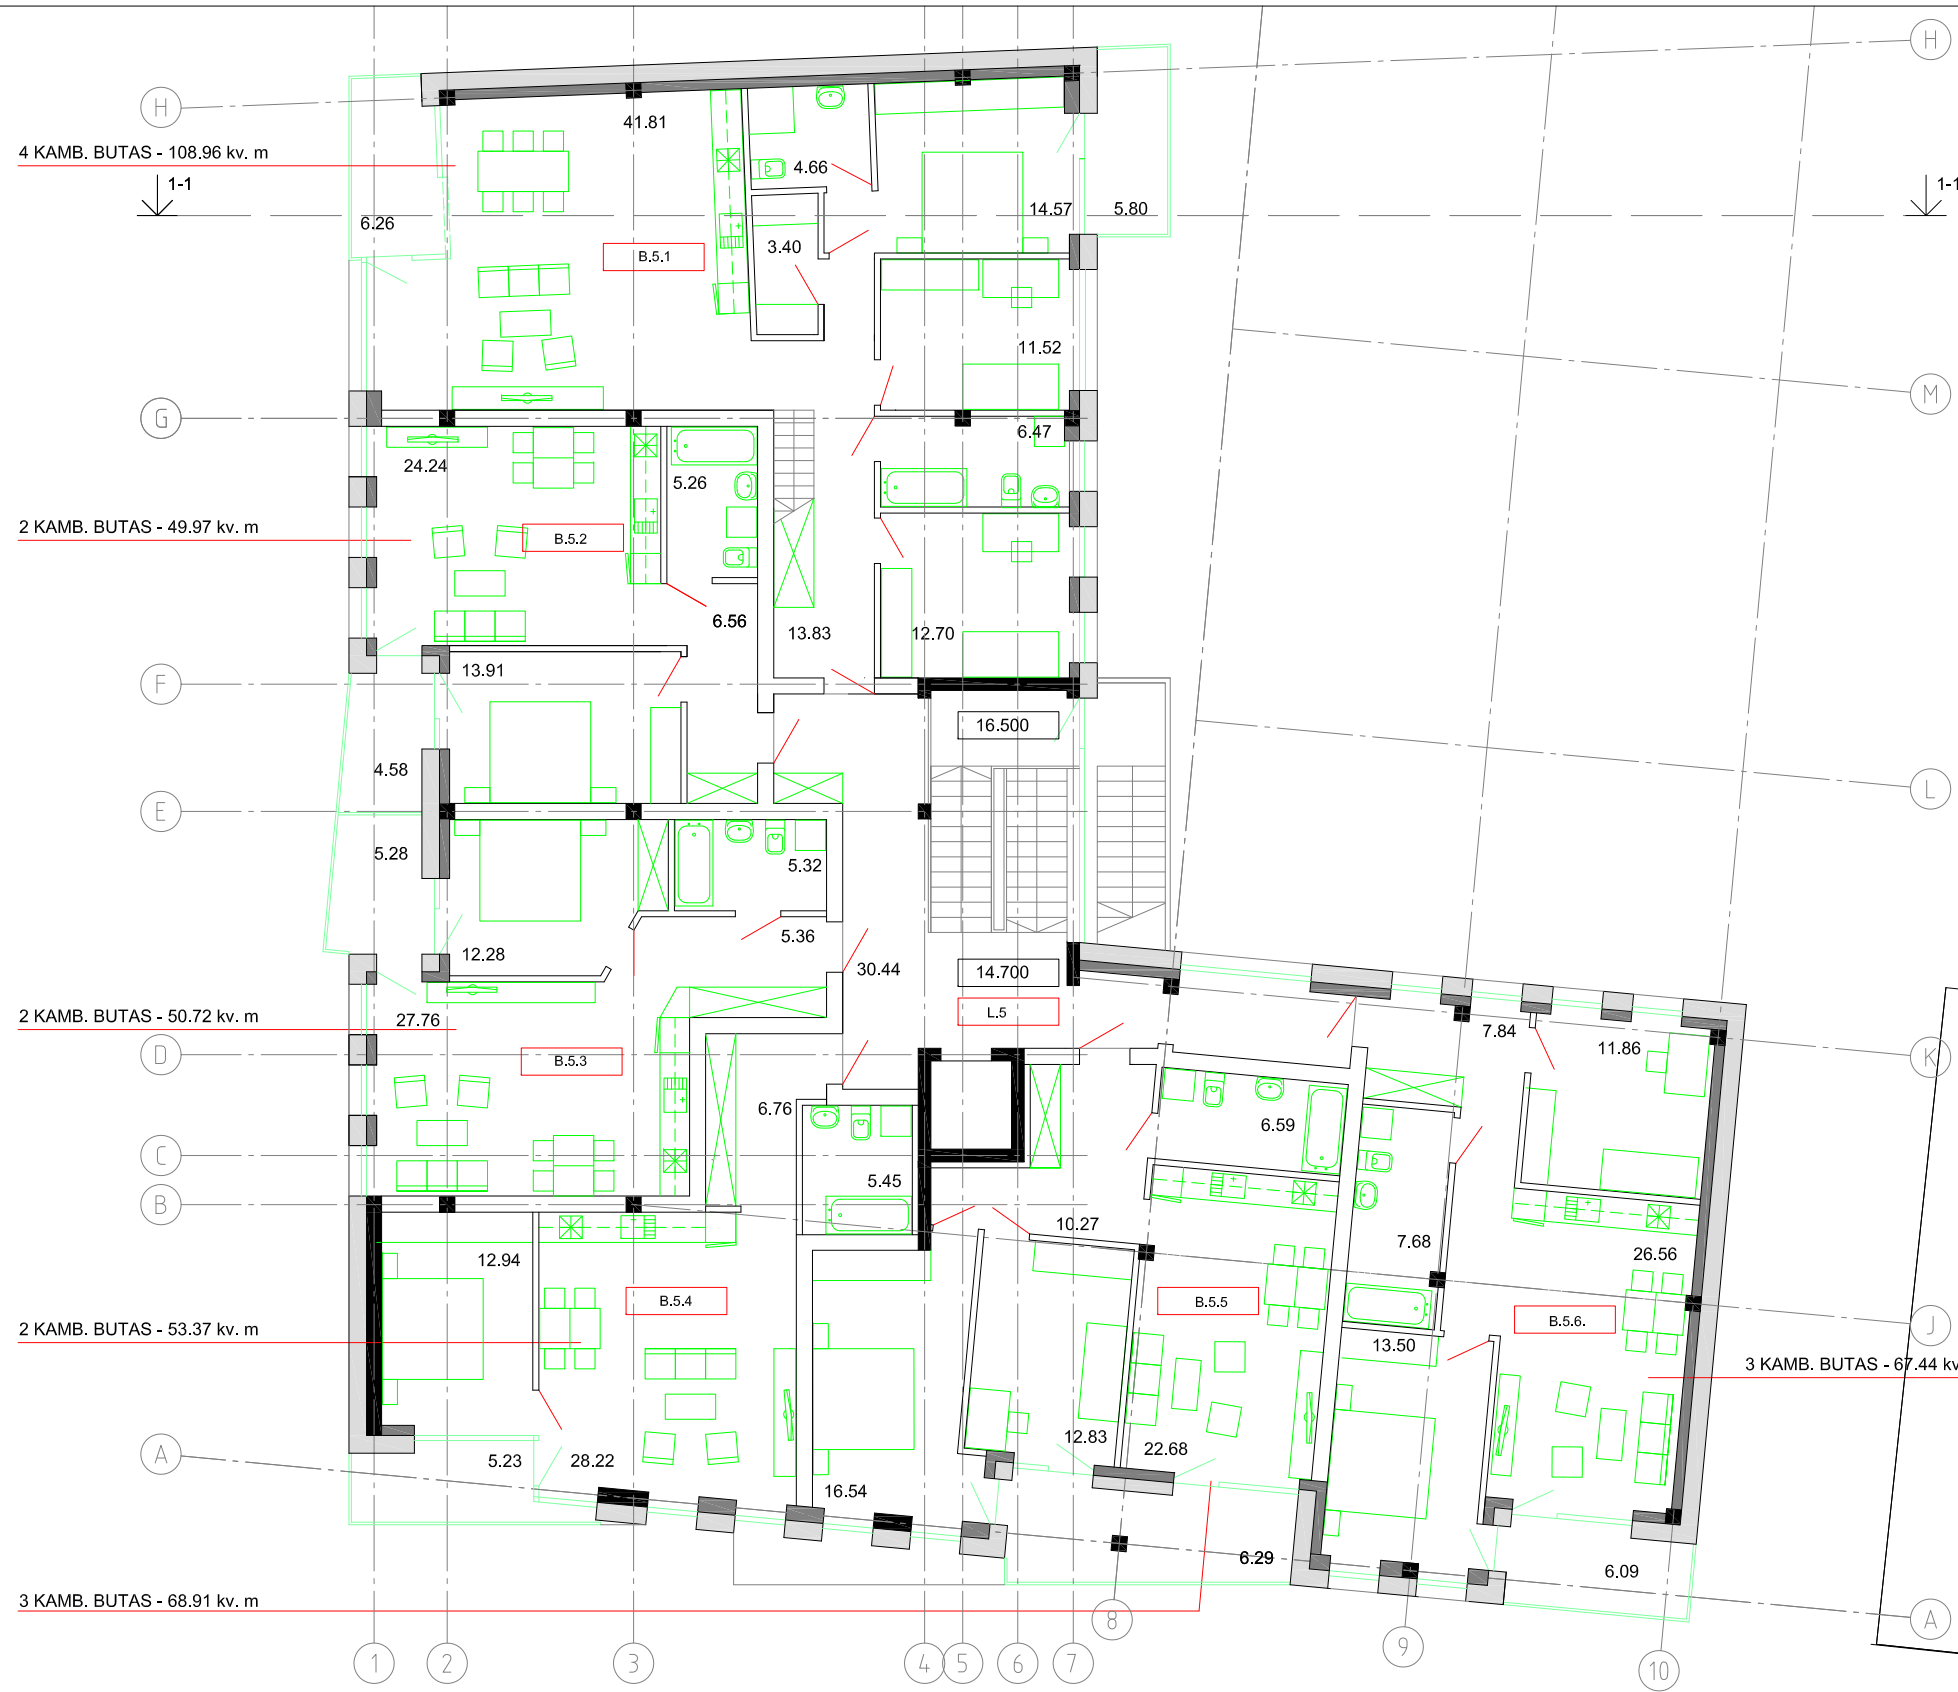 H
H
41.81
4 KAMB. BUTAS - 108.96 kv. m
4.66
1-1
1-1
6.26
14.57
5.80
3.40
B.5.1
11.52
M
G
6.47
24.24
5.26
2 KAMB. BUTAS - 49.97 kv. m
B.5.2
6.56
13.83
12.70
13.91
F
16.500
4.58
L
E
5.28
5.32
5.36
12.28
30.44
14.700
2 KAMB. BUTAS - 50.72 kv. m
27.76
L.5
7.84
11.86
D
B.5.3
K
6.76
6.59
C
5.45
B
10.27
12.94
7.68
26.56
B.5.4
B.5.5
B.5.6.
2 KAMB. BUTAS - 53.37 kv. m
J
13.50
3 KAMB. BUTAS - 67.44 kv
A
5.23
28.22
12.83
22.68
16.54
6.29
6.09
3 KAMB. BUTAS - 68.91 kv. m
A
1
2
3
4
5
6
7
8
9
10